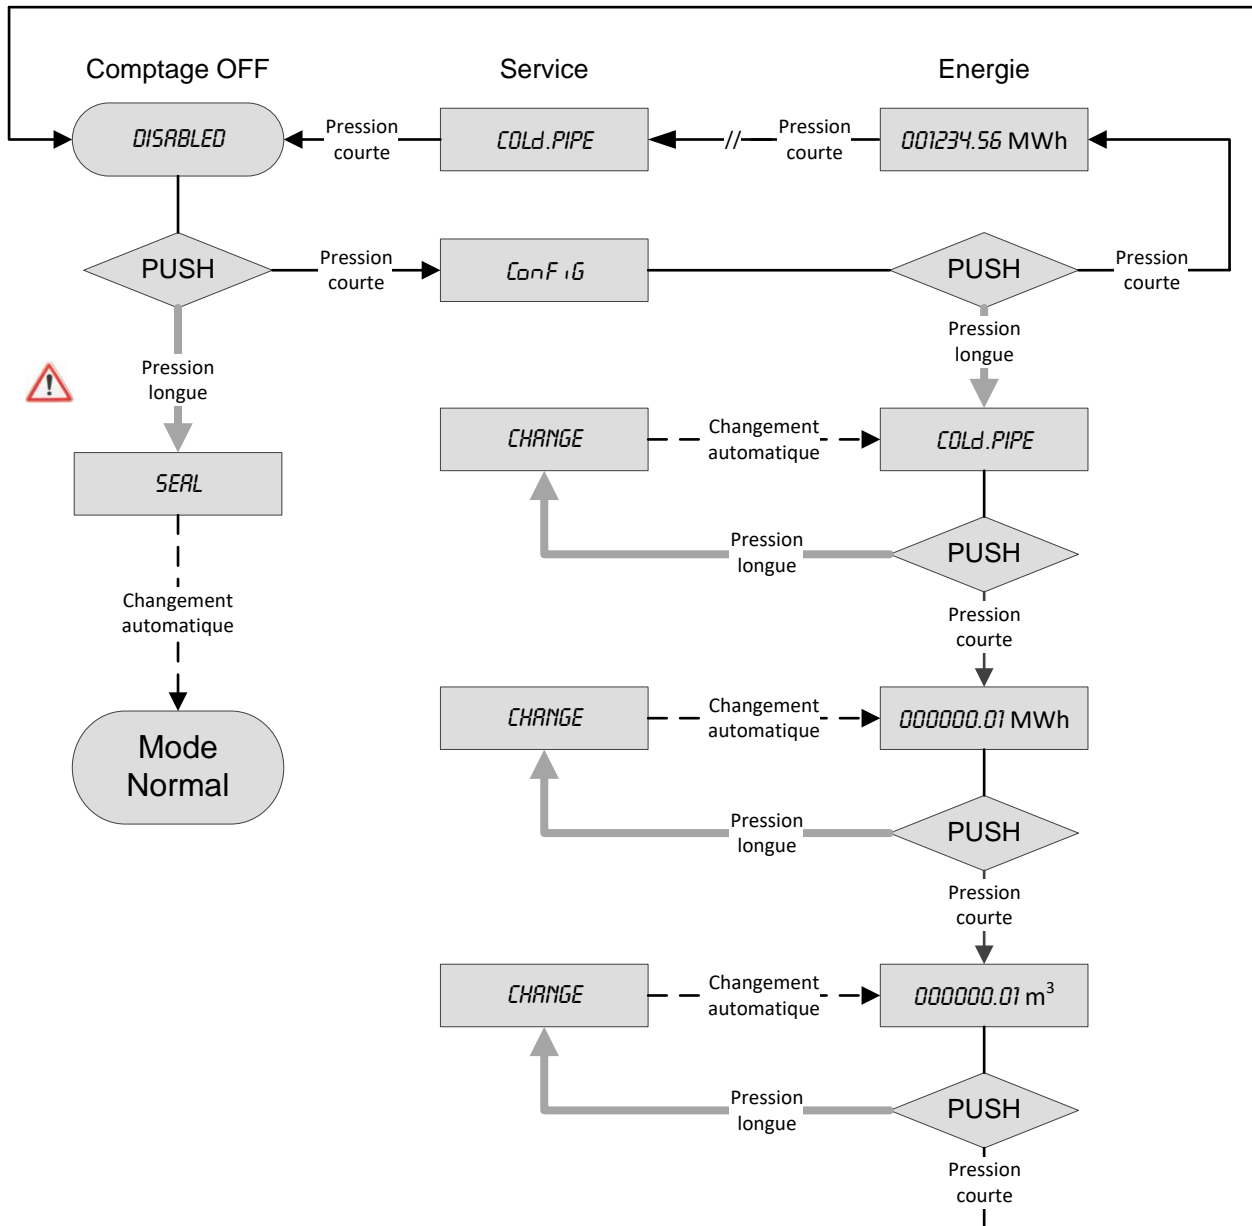 Comptage OFF
Service
Energie
DISABLED
Pression
courte
COLd.PIPE
//
Pression
courte
001234.56 MWh
PUSH
Pression
courte
ConFiG
PUSH
Pression
courte
Pression
longue
Pression
longue
CHANGE
Changement
automatique
COLd.PIPE
SEAL
Pression
longue
PUSH
Changement
automatique
Pression
courte
CHANGE
Changement
automatique
000000.01 MWh
Mode
Normal
Pression
longue
PUSH
Pression
courte
CHANGE
Changement
automatique
000000.01 m³
Pression
longue
PUSH
Pression
courte